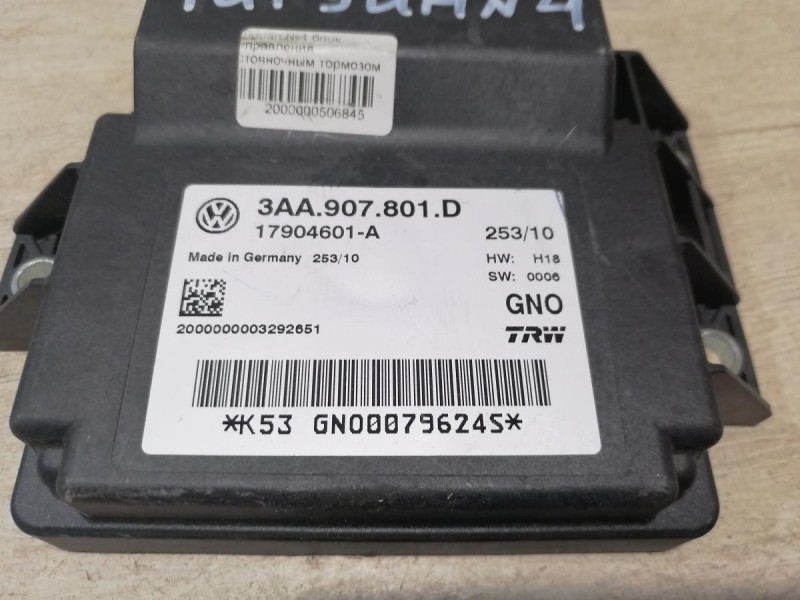 управления
стояночным тормозом
2000000506845
3AA.907.801.D
17904601-A
253/10
Made in Germany 253/10
HW: H18
SW: 0006
GNO
2000000003292651
TRW
*K53 GNO00079624S*